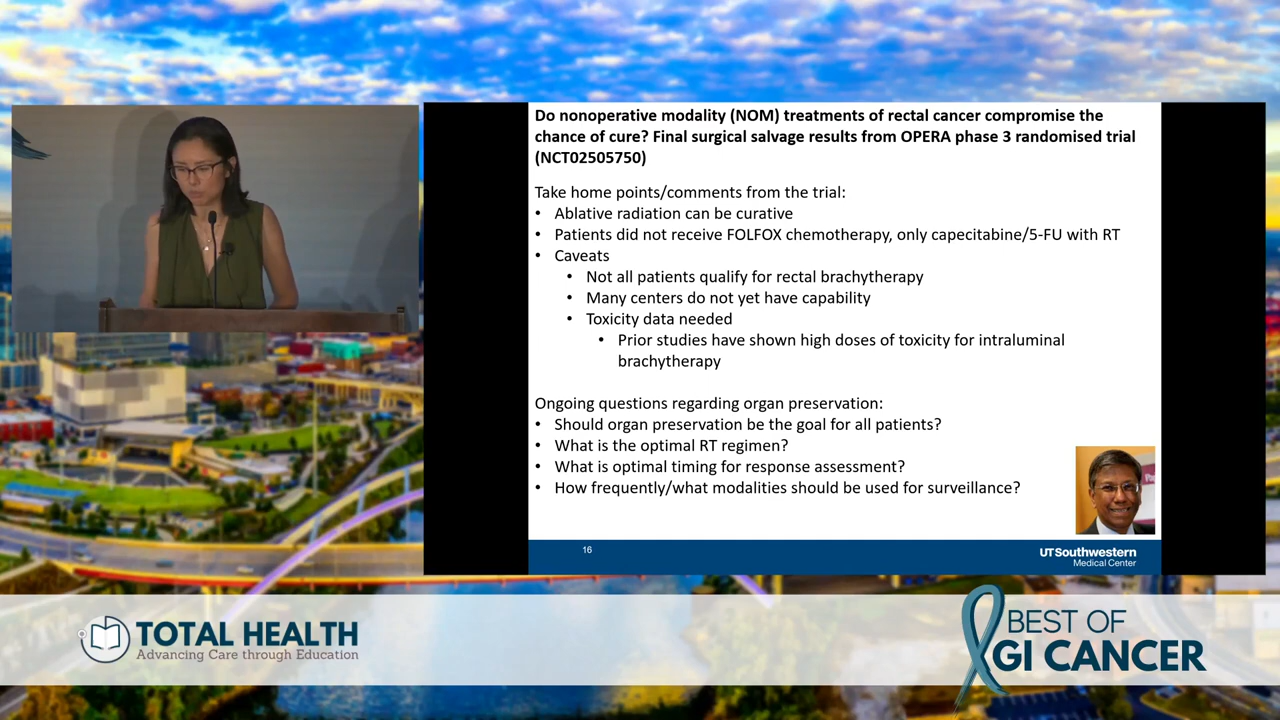 Do nonoperative modality (NOM) treatments of rectal cancer compromise the
chance of cure? Final surgical salvage results from OPERA phase 3 randomised trial
(NCT02505750)
Take home points/comments from the trial:
• Ablative radiation can be curative
• Patients did not receive FOLFOX chemotherapy, only capecitabine/5-FU with RT
• Caveats
• Not all patients qualify for rectal brachytherapy
• Many centers do not yet have capability
• Toxicity data needed
• Prior studies have shown high doses of toxicity for intraluminal
brachytherapy
Ongoing questions regarding organ preservation:
• Should organ preservation be the goal for all patients?
• What is the optimal RT regimen?
• What is optimal timing for response assessment?
• How frequently/what modalities should be used for surveillance?
16
UTSouthwestern
Medical Center
TOTAL HEALTH
Advancing Care through Education
BEST OF
GI CANCER